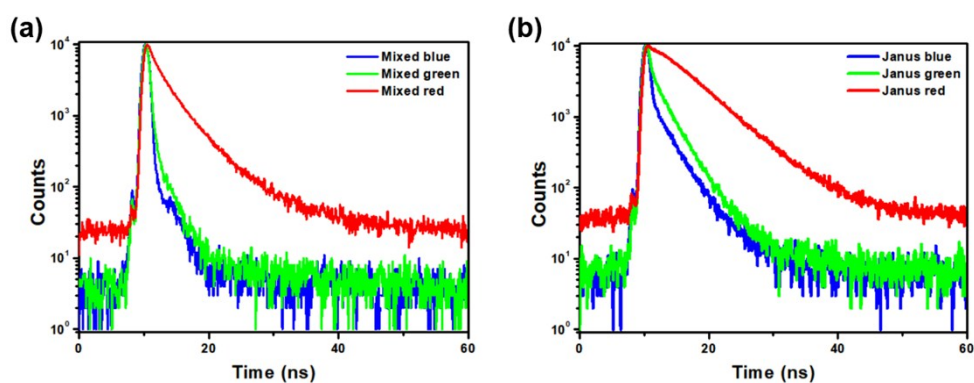 (a)
10⁴
10³
10²
10¹
10⁰
Counts
0 20 40 60
Time (ns)
Mixed blue
Mixed green
Mixed red
(b)
10⁴
10³
10²
10¹
10⁰
Counts
0 20 40 60
Time (ns)
Janus blue
Janus green
Janus red